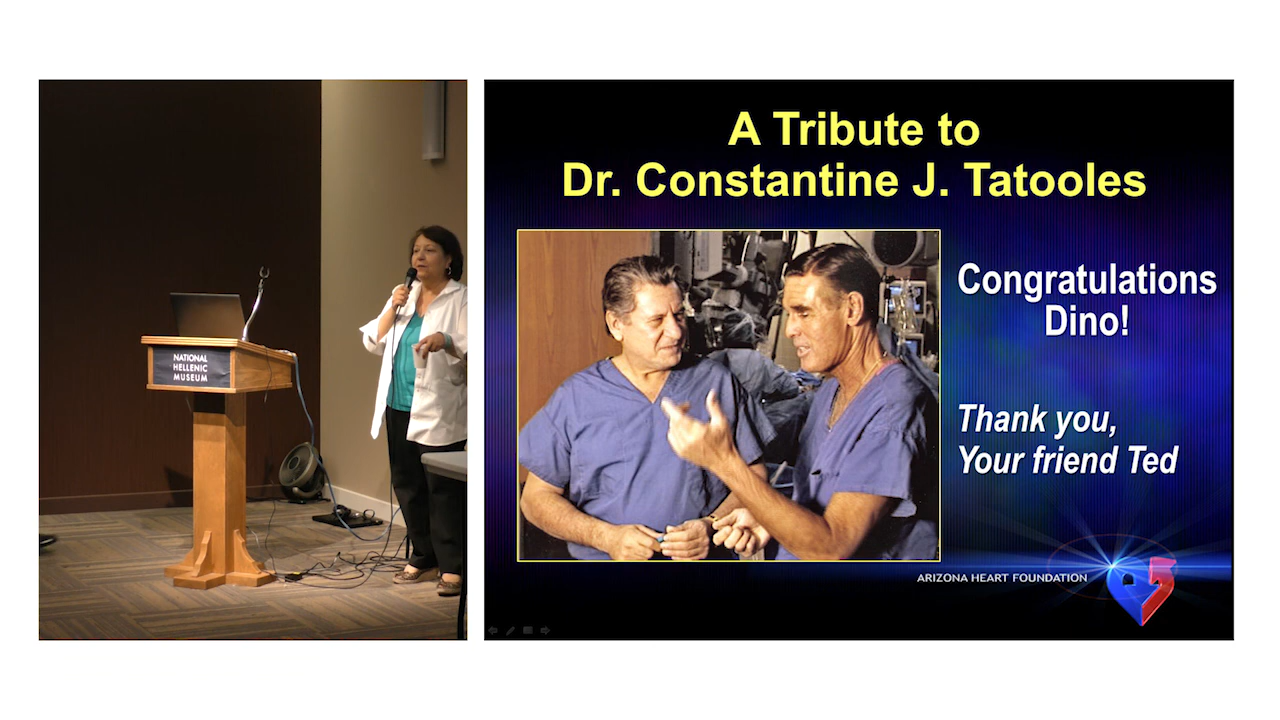 NATIONAL
HELLENIC
MUSEUM
A Tribute to
Dr. Constantine J. Tatooles
Congratulations
Dino!
Thank you,
Your friend Ted
ARIZONA HEART FOUNDATION